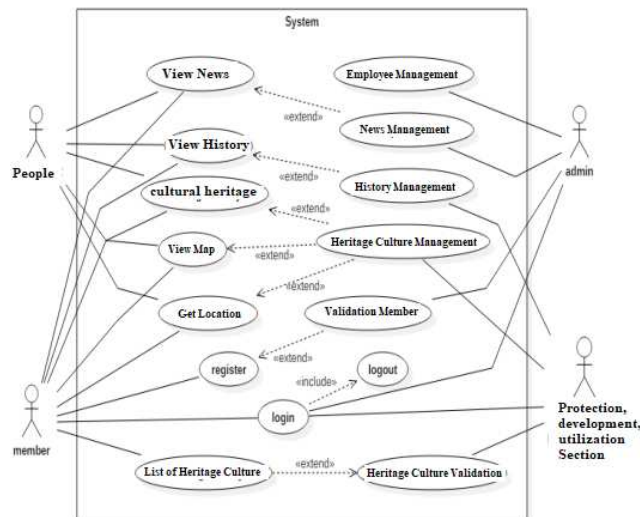 System
View News
Employee Management
«extend»
News Management
People
View History
admin
«extend»
cultural heritage
History Management
«extend»
Heritage Culture Management
View Map
«extend»
«extend»
Get Location
Validation Member
register
«extend»
logout
«include»
login
member
Protection,
development,
utilization
Section
List of Heritage Culture
«extend»
Heritage Culture Validation